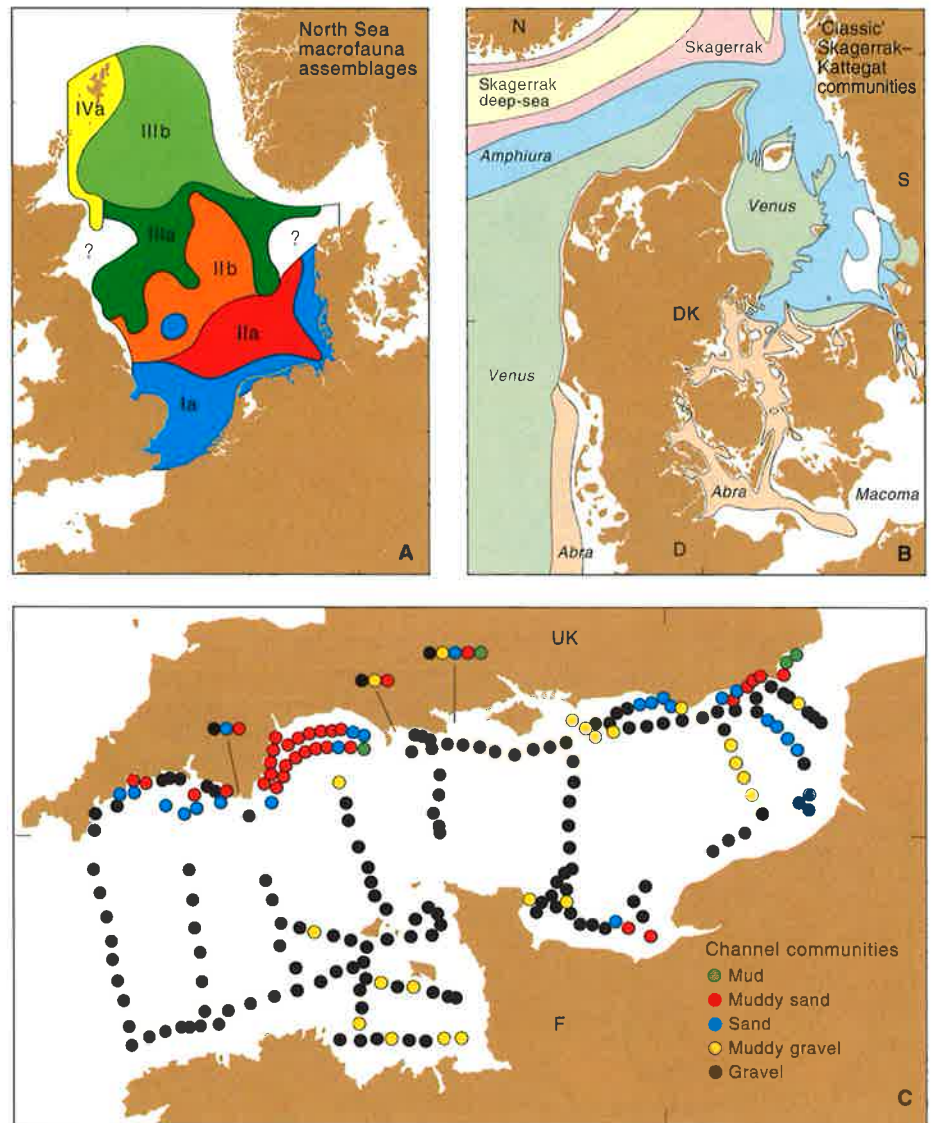 North Sea
macrofauna
assemblages
IVa
IIIb
?
IIIa
?
IIb
IIa
Ia
A
N
Skagerrak
'Classic'
Skagerrak–
Kattegat
communities
Skagerrak
deep-sea
Amphiura
S
Venus
DK
Venus
Abra
Macoma
Abra
D
B
UK
Channel communities
Mud
Muddy sand
Sand
Muddy gravel
Gravel
F
C